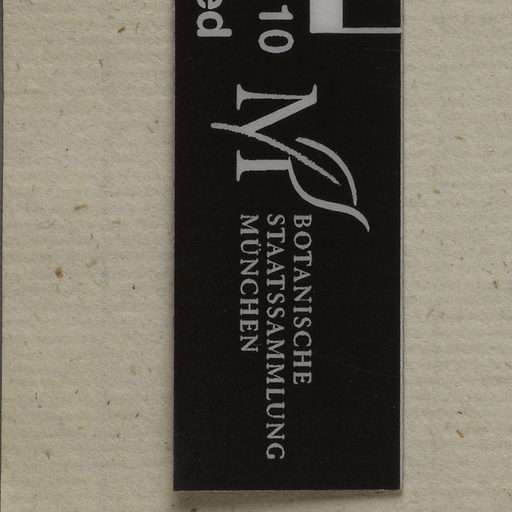 10
ed
BOTANISCHE
STAATSSAMMLUNG
MÜNCHEN